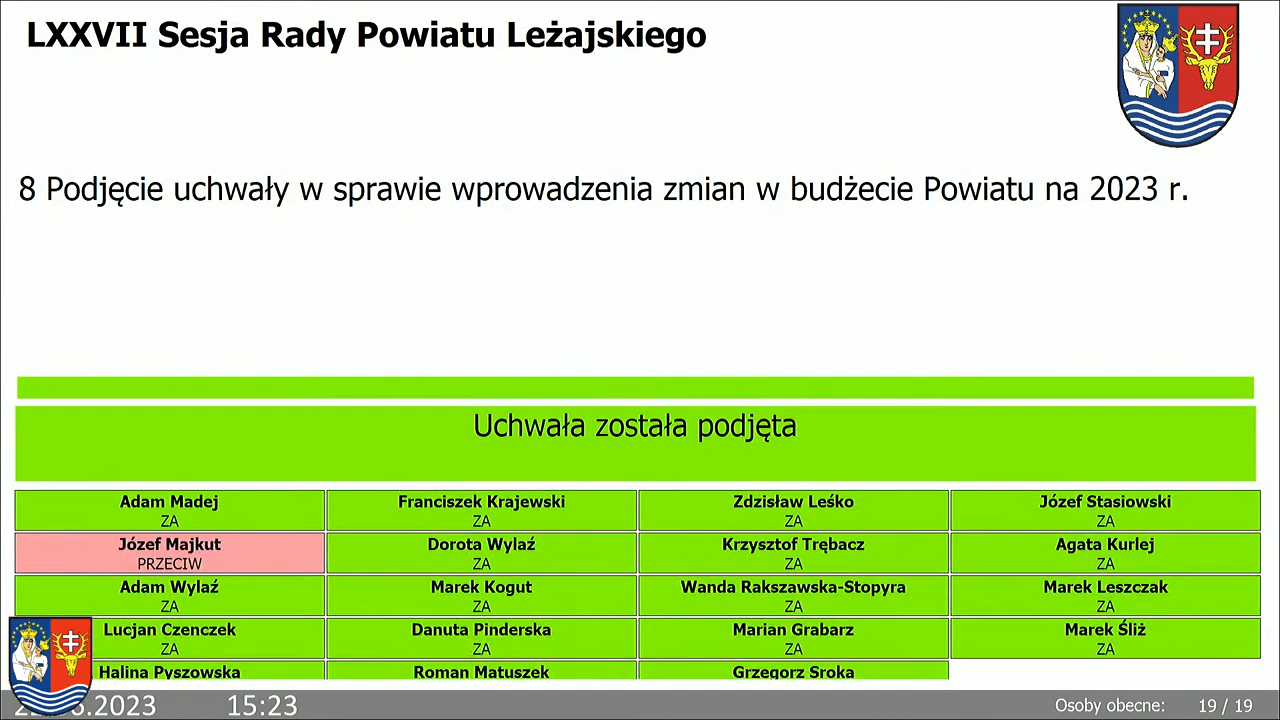 LXXVII Sesja Rady Powiatu Leżajskiego
8 Podjęcie uchwały w sprawie wprowadzenia zmian w budżecie Powiatu na 2023 r.
Uchwała została podjęta
Adam Madej Franciszek Krajewski Zdzisław Leśko Józef Stasiowski
ZA ZA ZA ZA
Józef Majkut Dorota Wylaź Krzysztof Trębacz Agata Kurlej
PRZECIW ZA ZA ZA
Adam Wylaź Marek Kogut Wanda Rakszawska-Stopyra Marek Leszczak
ZA ZA ZA ZA
Lucjan Czenczek Danuta Pinderska Marian Grabarz Marek Śliż
ZA ZA ZA ZA
Halina Pyszowska Roman Matuszek Grzegorz Sroka
15:23 Osoby obecne: 19 / 19